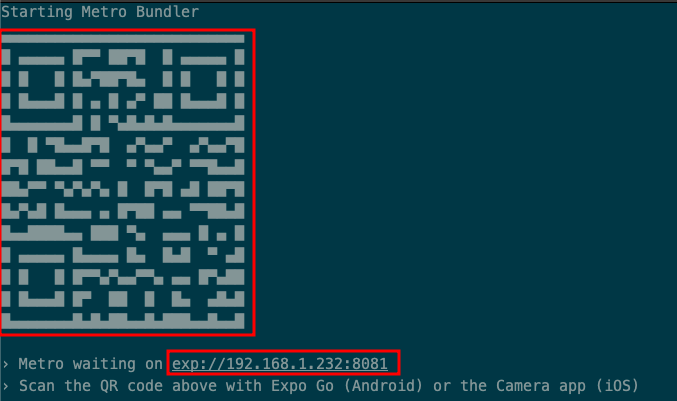 Starting Metro Bundler
› Metro waiting on exp://192.168.1.232:8081
› Scan the QR code above with Expo Go (Android) or the Camera app (iOS)